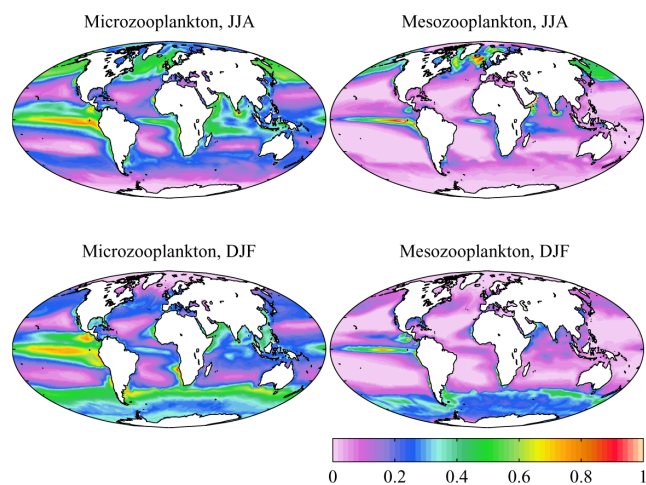 Microzooplankton, JJA
Mesozooplankton, JJA
Microzooplankton, DJF
Mesozooplankton, DJF
0 0.2 0.4 0.6 0.8 1